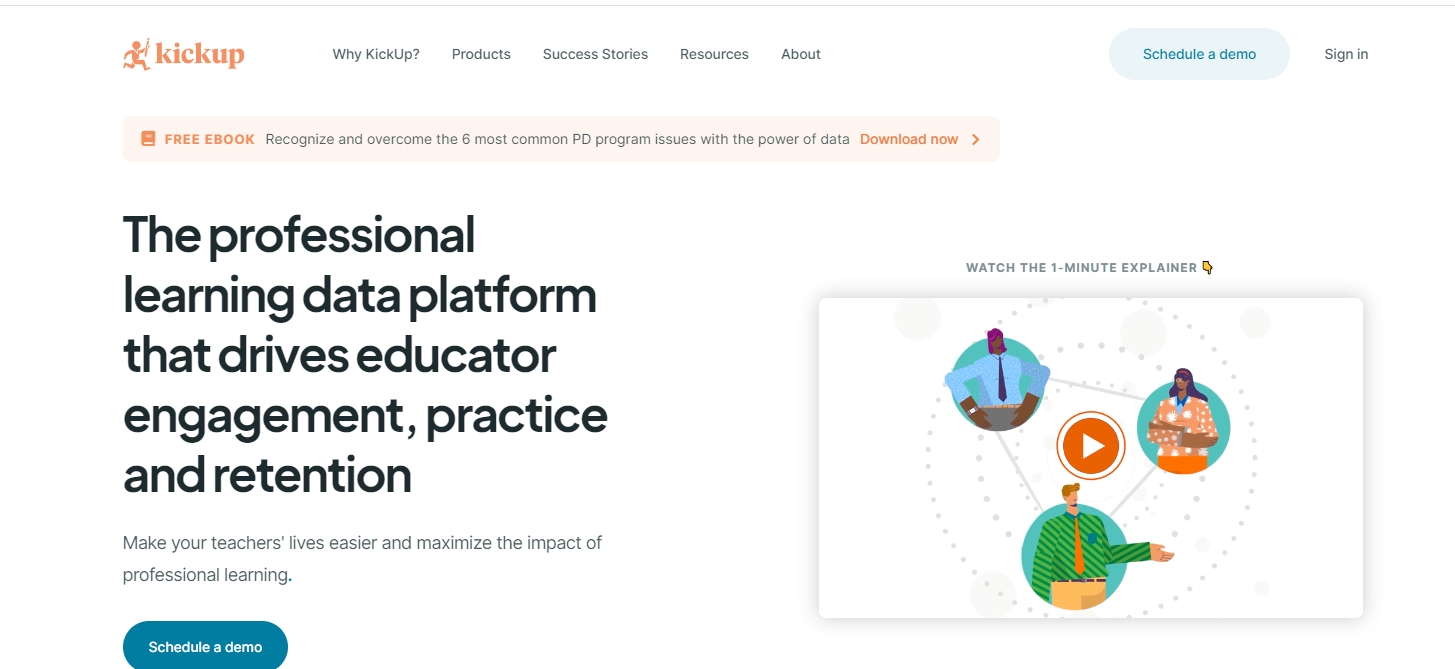 kickup
Why KickUp?
Products
Success Stories
Resources
About
Schedule a demo
Sign in
FREE EBOOK Recognize and overcome the 6 most common PD program issues with the power of data Download now
The professional
learning data platform
that drives educator
engagement, practice
and retention
Make your teachers' lives easier and maximize the impact of
professional learning.
Schedule a demo
WATCH THE 1-MINUTE EXPLAINER 👇